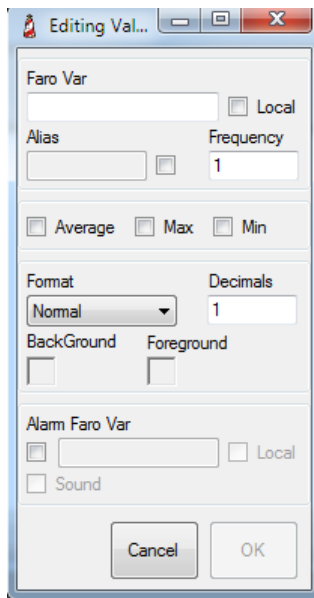 Editing Val...
Faro Var
Local
Alias Frequency
1
Average Max Min
Format Decimals
Normal 1
BackGround Foreground
Alarm Faro Var
Local
Sound
Cancel OK